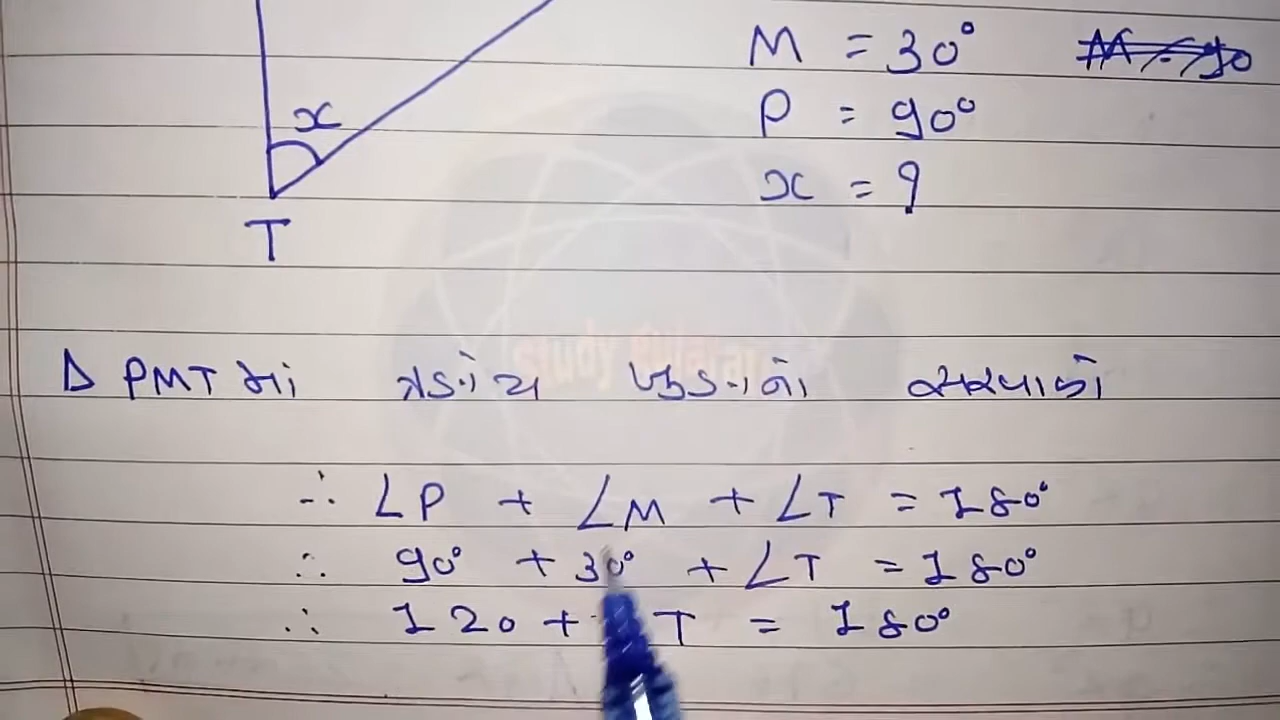 x
M = 30°
P = 90°
x = ?
T
Δ PMT માં ત્રણેય ખૂણાનો સરવાળો
∴ ∠P + ∠M + ∠T = 180°
∴ 90° + 30° + ∠T = 180°
∴ 120 + T = 180°